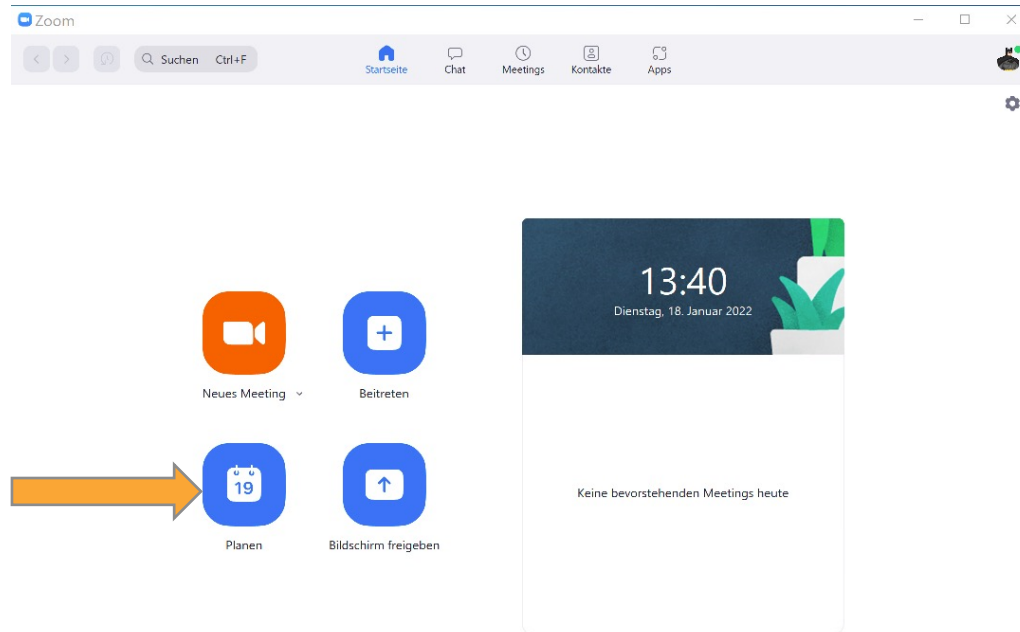 Zoom
Suchen Ctrl+F
Startseite
Chat
Meetings
Kontakte
Apps
13:40
Dienstag, 18. Januar 2022
Neues Meeting
Beitreten
19
Planen
Bildschirm freigeben
Keine bevorstehenden Meetings heute